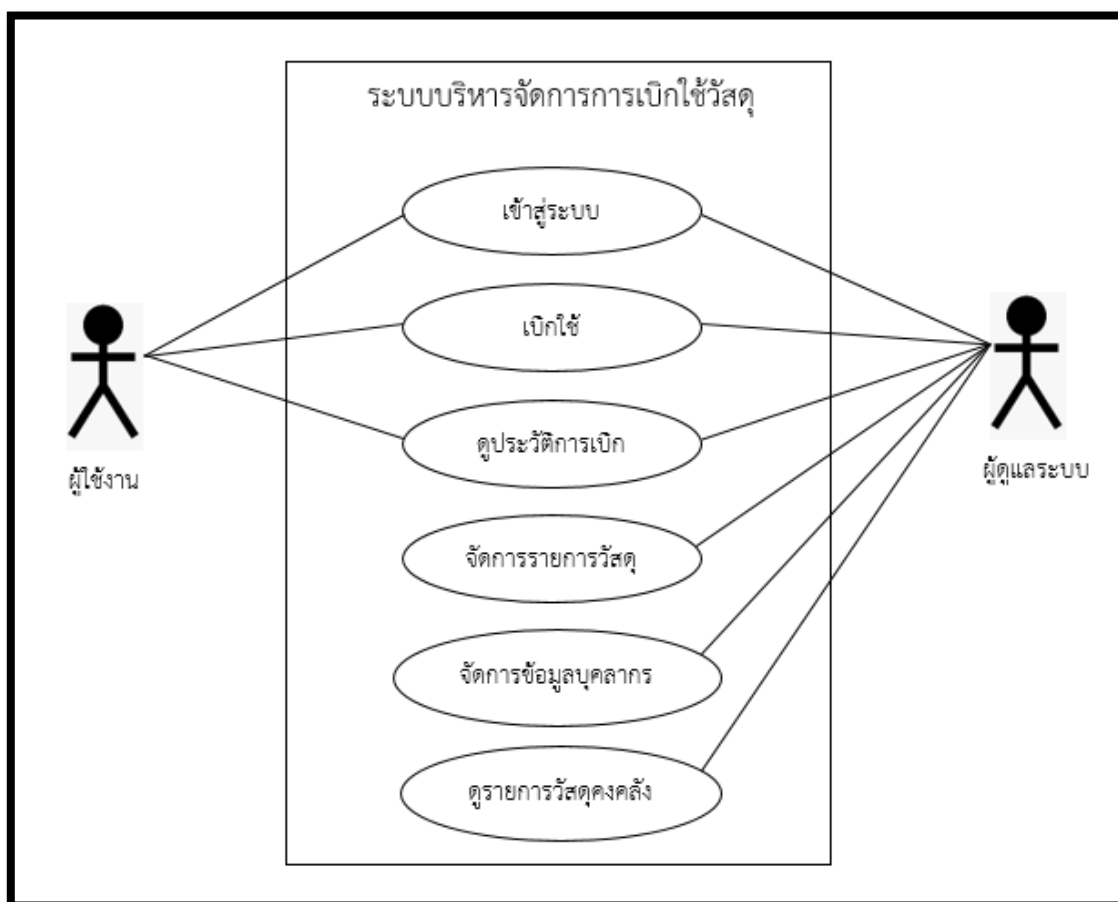 ระบบบริหารจัดการการเบิกใช้วัสดุ
เข้าสู่ระบบ
เบิกใช้
ดูประวัติการเบิก
ผู้ใช้งาน
ผู้ดูแลระบบ
จัดการรายการวัสดุ
จัดการข้อมูลบุคลากร
ดูรายการวัสดุคงคลัง